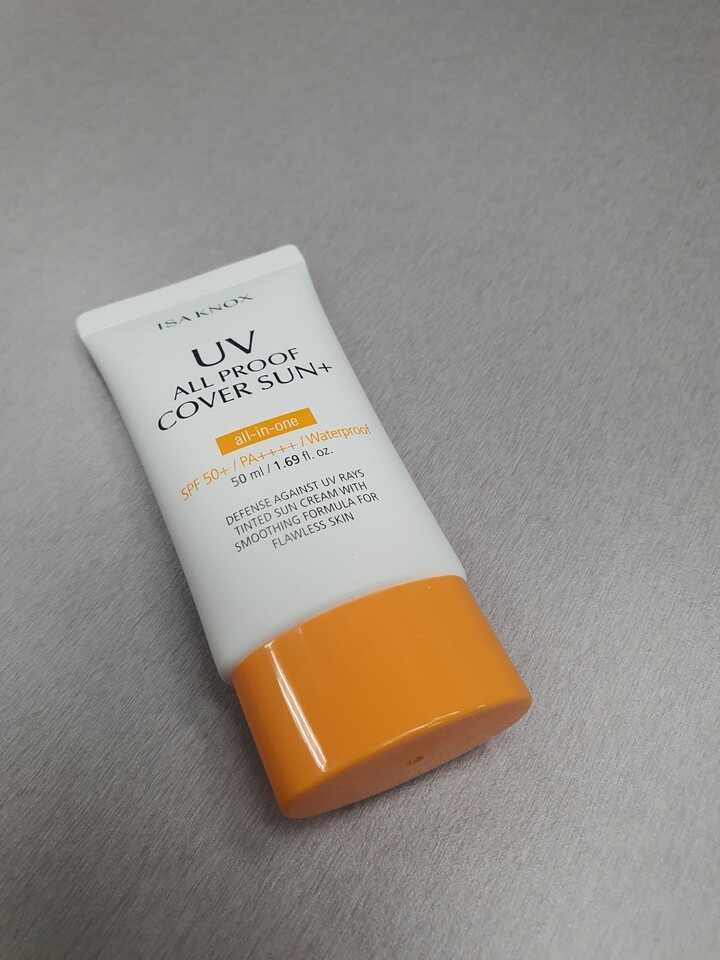 ISA KNOX
UV
ALL PROOF
COVER SUN+
all-in-one
SPF 50+ / PA++++ / Waterproof
50 ml / 1.69 fl. oz.
DEFENSE AGAINST UV RAYS
TINTED SUN CREAM WITH
SMOOTHING FORMULA FOR
FLAWLESS SKIN